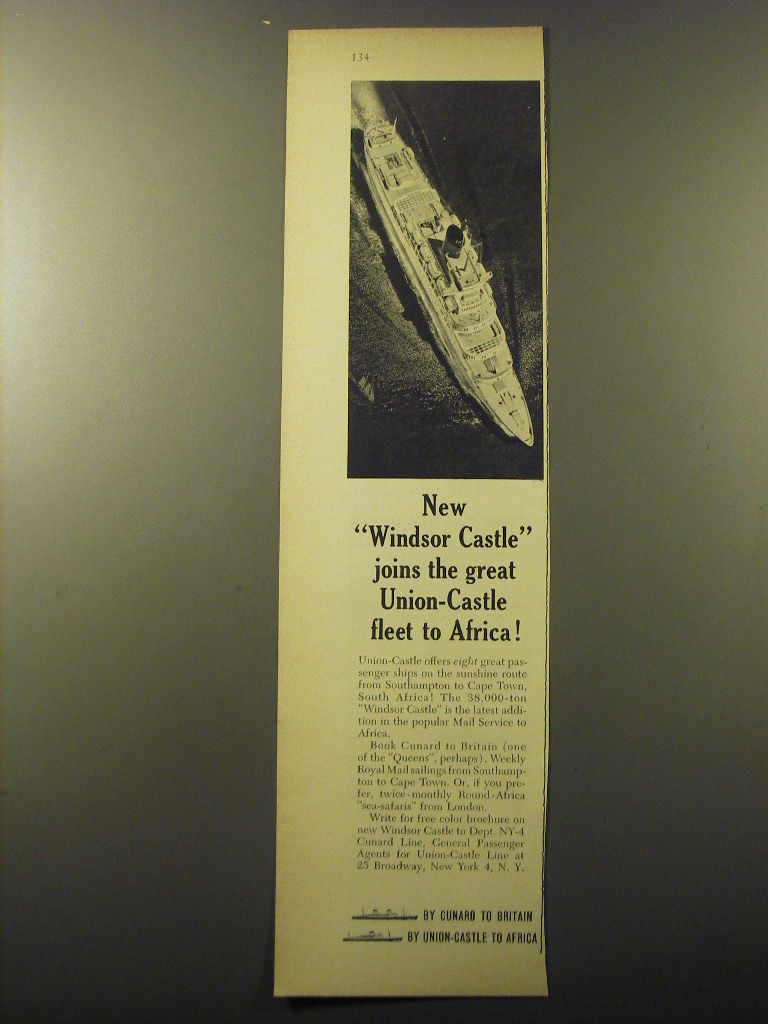 134
New
“Windsor Castle”
joins the great
Union-Castle
fleet to Africa!
Union-Castle offers eight great pas-
senger ships on the sunshine route
from Southampton to Cape Town,
South Africa! The 38,000-ton
"Windsor Castle" is the latest addi-
tion in the popular Mail Service to
Africa.
Book Cunard to Britain (one
of the "Queens", perhaps). Weekly
Royal Mail sailings from Southamp-
ton to Cape Town. Or, if you pre-
fer, twice-monthly Round-Africa
"sea-safaris" from London.
Write for free color brochure on
new Windsor Castle to Dept. NY-4
Cunard Line, General Passenger
Agents for Union-Castle Line at
25 Broadway, New York 4, N. Y.
BY CUNARD TO BRITAIN
BY UNION-CASTLE TO AFRICA